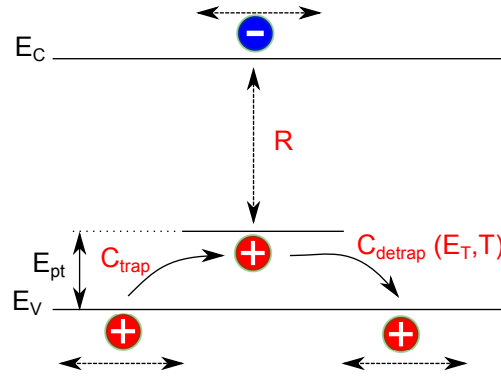 −
E_C
R
+
C_trap
C_detrap (E_T,T)
E_pt
E_V
+
+